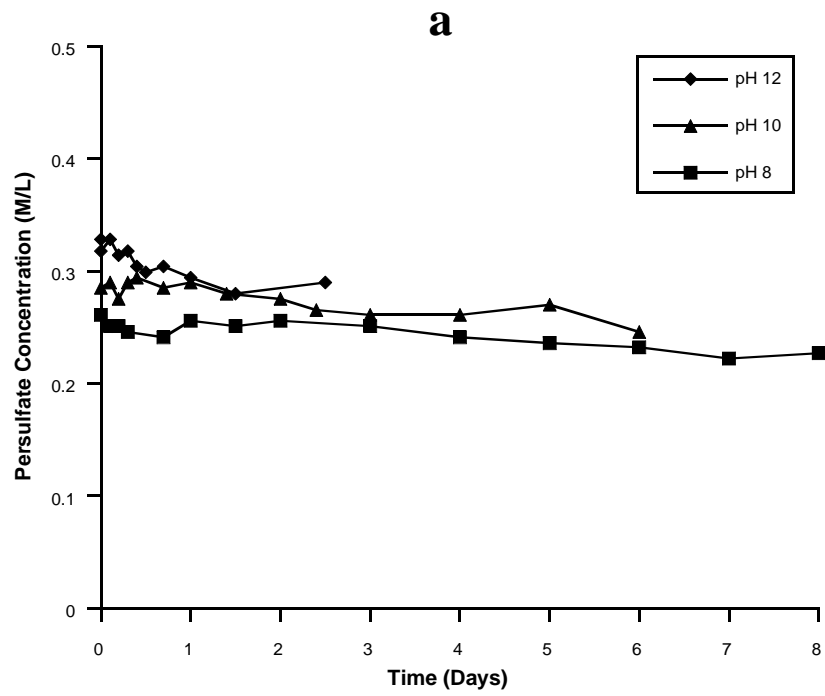 a
0.5
0.4
0.3
0.2
0.1
0
Persulfate Concentration (M/L)
pH 12
pH 10
pH 8
0 1 2 3 4 5 6 7 8
Time (Days)